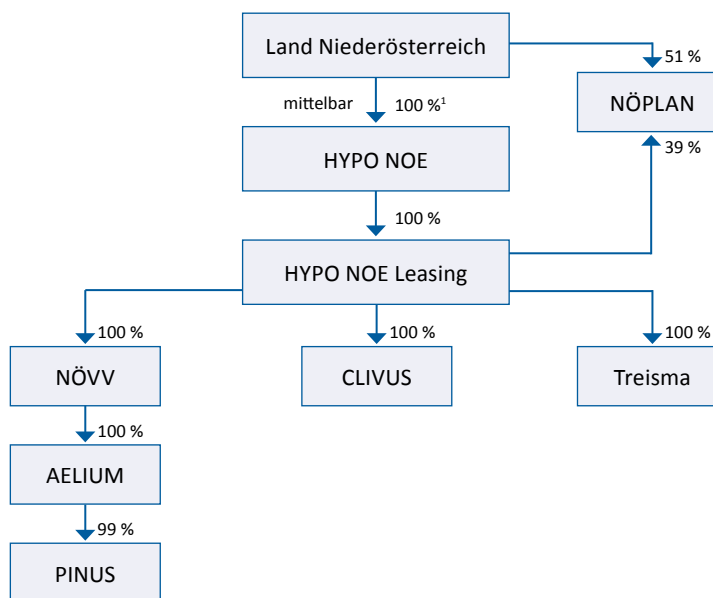 Land Niederösterreich
51 %
mittelbar 100 %¹
NÖPLAN
39 %
HYPO NOE
100 %
HYPO NOE Leasing
100 % 100 % 100 %
NÖVV CLIVUS Treisma
100 %
AELIUM
99 %
PINUS